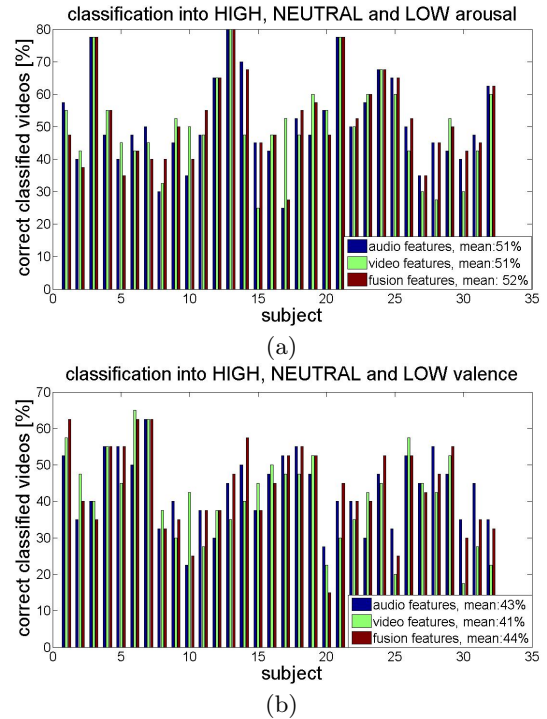 classification into HIGH, NEUTRAL and LOW arousal
correct classified videos [%]
80
70
60
50
40
30
20
10
0
0 5 10 15 20 25 30 35
subject
audio features, mean:51%
video features, mean:51%
fusion features, mean: 52%
(a)
classification into HIGH, NEUTRAL and LOW valence
correct classified videos [%]
70
60
50
40
30
20
10
0
0 5 10 15 20 25 30 35
subject
audio features, mean:43%
video features, mean:41%
fusion features, mean:44%
(b)